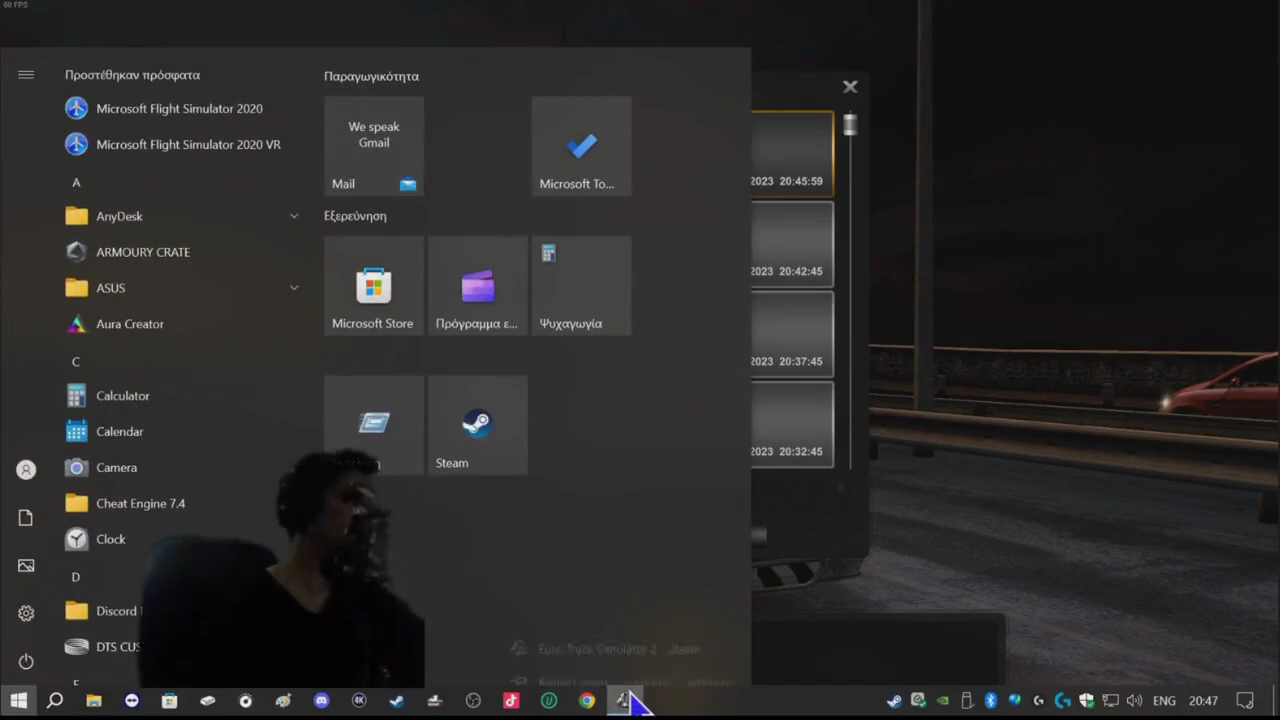 60 FPS
Προστέθηκαν πρόσφατα
Microsoft Flight Simulator 2020
Microsoft Flight Simulator 2020 VR
A
AnyDesk
ARMOURY CRATE
ASUS
Aura Creator
C
Calculator
Calendar
Camera
Cheat Engine 7.4
Clock
D
Discord
DTS CUS
Παραγωγικότητα
We speak
Gmail
Mail
Microsoft To...
Εξερεύνηση
Microsoft Store
Πρόγραμμα ε...
Ψυχαγωγία
Steam
Euro Truck Simulator 2
2023 20:45:59
2023 20:42:45
2023 20:37:45
2023 20:32:45
ENG
20:47